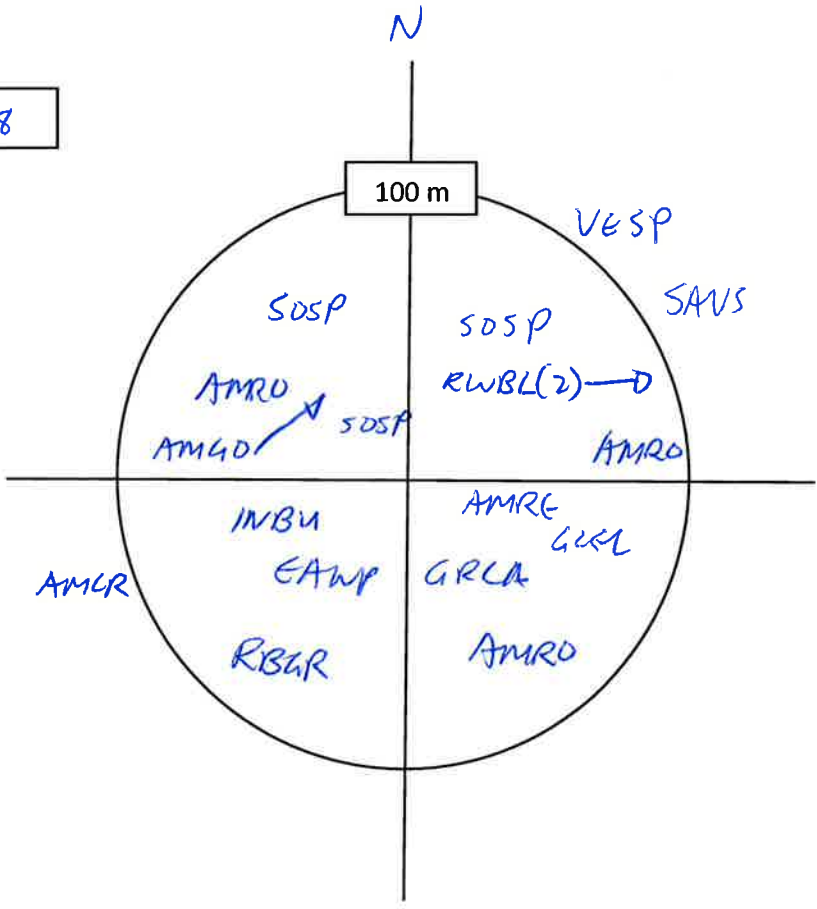 N
8
100 m
VESP
SAVS
SOSP
SOSP
RWBL(2)
AMRO
SOSP
AMGO
AMRO
AMRE
INBU
EAWP
GRCA
AMCR
RBGR
AMRO